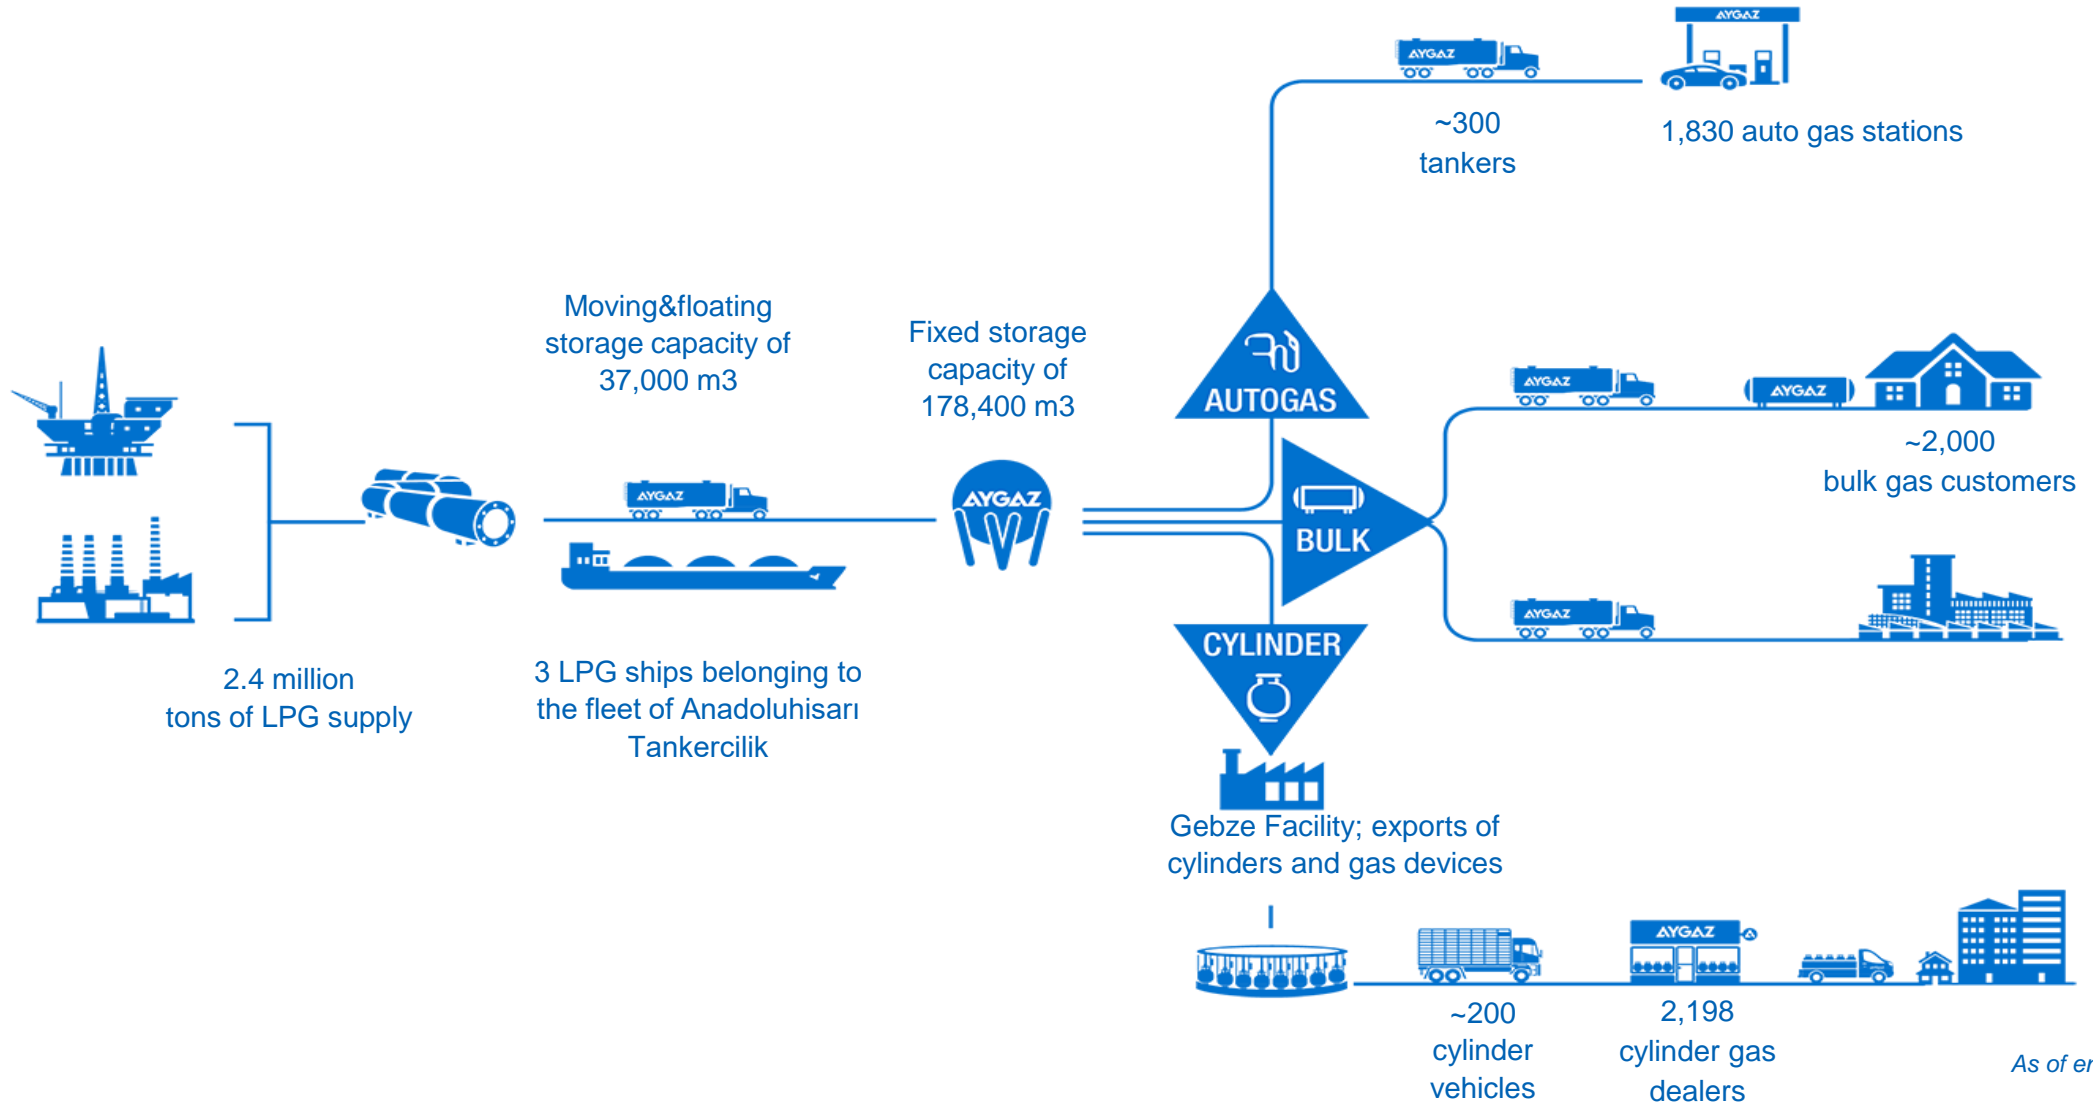 AYGAZ
AYGAZ
~300
tankers
1,830 auto gas stations
Moving&floating
storage capacity of
37,000 m3
Fixed storage
capacity of
178,400 m3
AUTOGAS
AYGAZ
AYGAZ
~2,000
bulk gas customers
AYGAZ
AYGAZ
BULK
AYGAZ
CYLINDER
2.4 million
tons of LPG supply
3 LPG ships belonging to
the fleet of Anadoluhisarı
Tankercilik
Gebze Facility; exports of
cylinders and gas devices
AYGAZ
~200
cylinder
vehicles
2,198
cylinder gas
dealers
As of